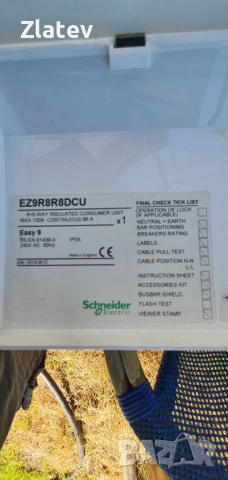 Zlatev
EZ9R8R8DCU
8+8 WAY INSULATED CONSUMER UNIT
MAX 100A CONTINUOUS 88 A
x 1
Easy 9
BS EN 61439-3
240V AC 50Hz
IP3X
Made in England
Schneider
Electric
FINAL CHECK TICK LIST
OPERATION OF LOCK
(IF APPLICABLE)
NEUTRAL + EARTH
BAR POSITIONING
BREAKERS RATING
LABELS
CABLE PULL TEST
CABLE POSITION N-N
L-L
INSTRUCTION SHEET
ACCESSORIES KIT
BUSBAR SHIELD
FLASH TEST
VIEWER STAMP
BAZAR